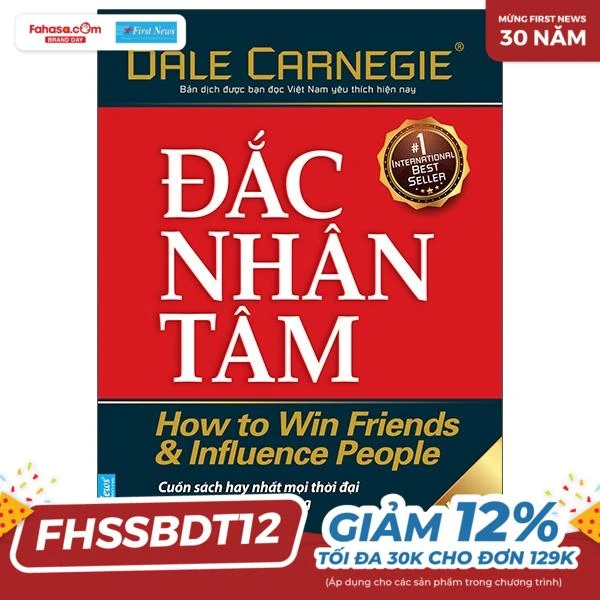 Fahasa.com
BRAND DAY
First News
MỪNG FIRST NEWS
30 NĂM
DALE CARNEGIE®
Bản dịch được bạn đọc Việt Nam yêu thích hiện nay
#1
INTERNATIONAL
BEST
SELLER
ĐẮC
NHÂN
TÂM
How to Win Friends
& Influence People
Cuốn sách hay nhất mọi thời đại
News
FHSSBDT12
GIẢM 12%
TỐI ĐA 30K CHO ĐƠN 129K
(Áp dụng cho các sản phẩm trong chương trình)